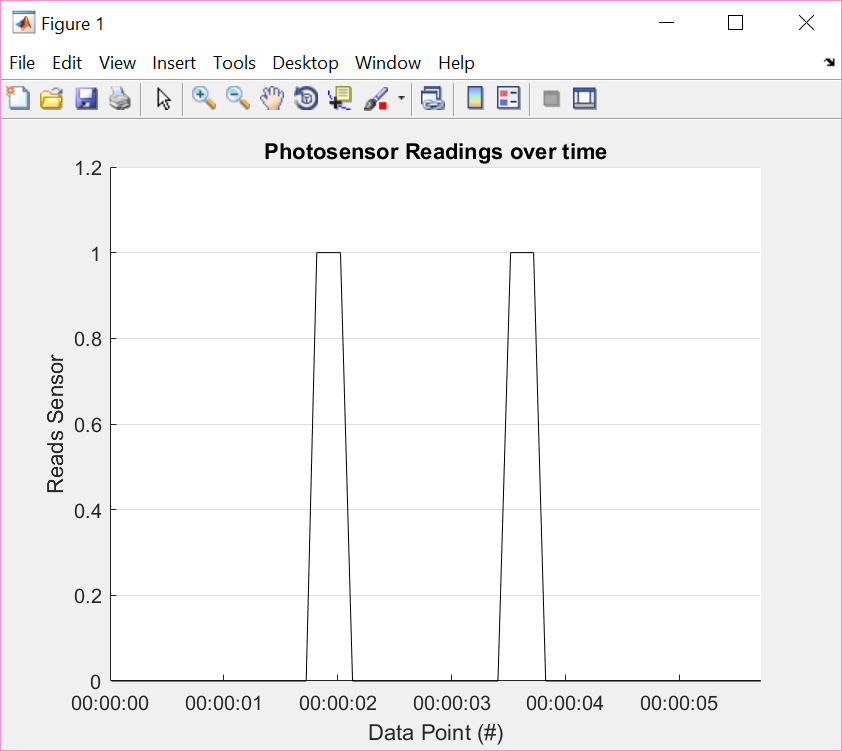 Figure 1
File Edit View Insert Tools Desktop Window Help
Photosensor Readings over time
1.2
1
0.8
0.6
0.4
0.2
0
Reads Sensor
00:00:00 00:00:01 00:00:02 00:00:03 00:00:04 00:00:05
Data Point (#)